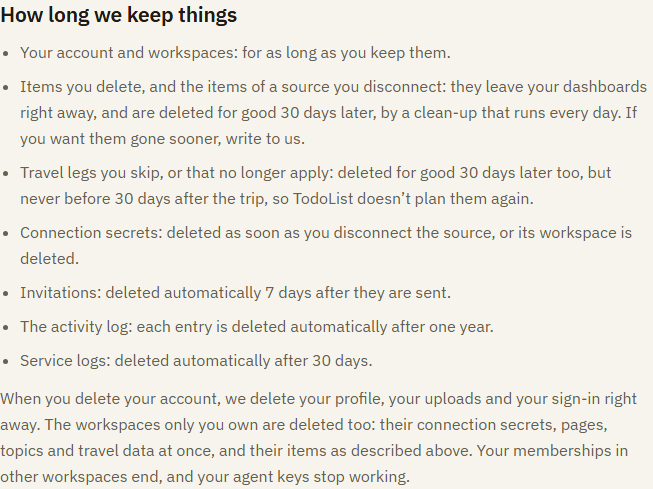 How long we keep things
• Your account and workspaces: for as long as you keep them.
• Items you delete, and the items of a source you disconnect: they leave your dashboards
right away, and are deleted for good 30 days later, by a clean-up that runs every day. If
you want them gone sooner, write to us.
• Travel legs you skip, or that no longer apply: deleted for good 30 days later too, but
never before 30 days after the trip, so TodoList doesn’t plan them again.
• Connection secrets: deleted as soon as you disconnect the source, or its workspace is
deleted.
• Invitations: deleted automatically 7 days after they are sent.
• The activity log: each entry is deleted automatically after one year.
• Service logs: deleted automatically after 30 days.
When you delete your account, we delete your profile, your uploads and your sign-in right
away. The workspaces only you own are deleted too: their connection secrets, pages,
topics and travel data at once, and their items as described above. Your memberships in
other workspaces end, and your agent keys stop working.